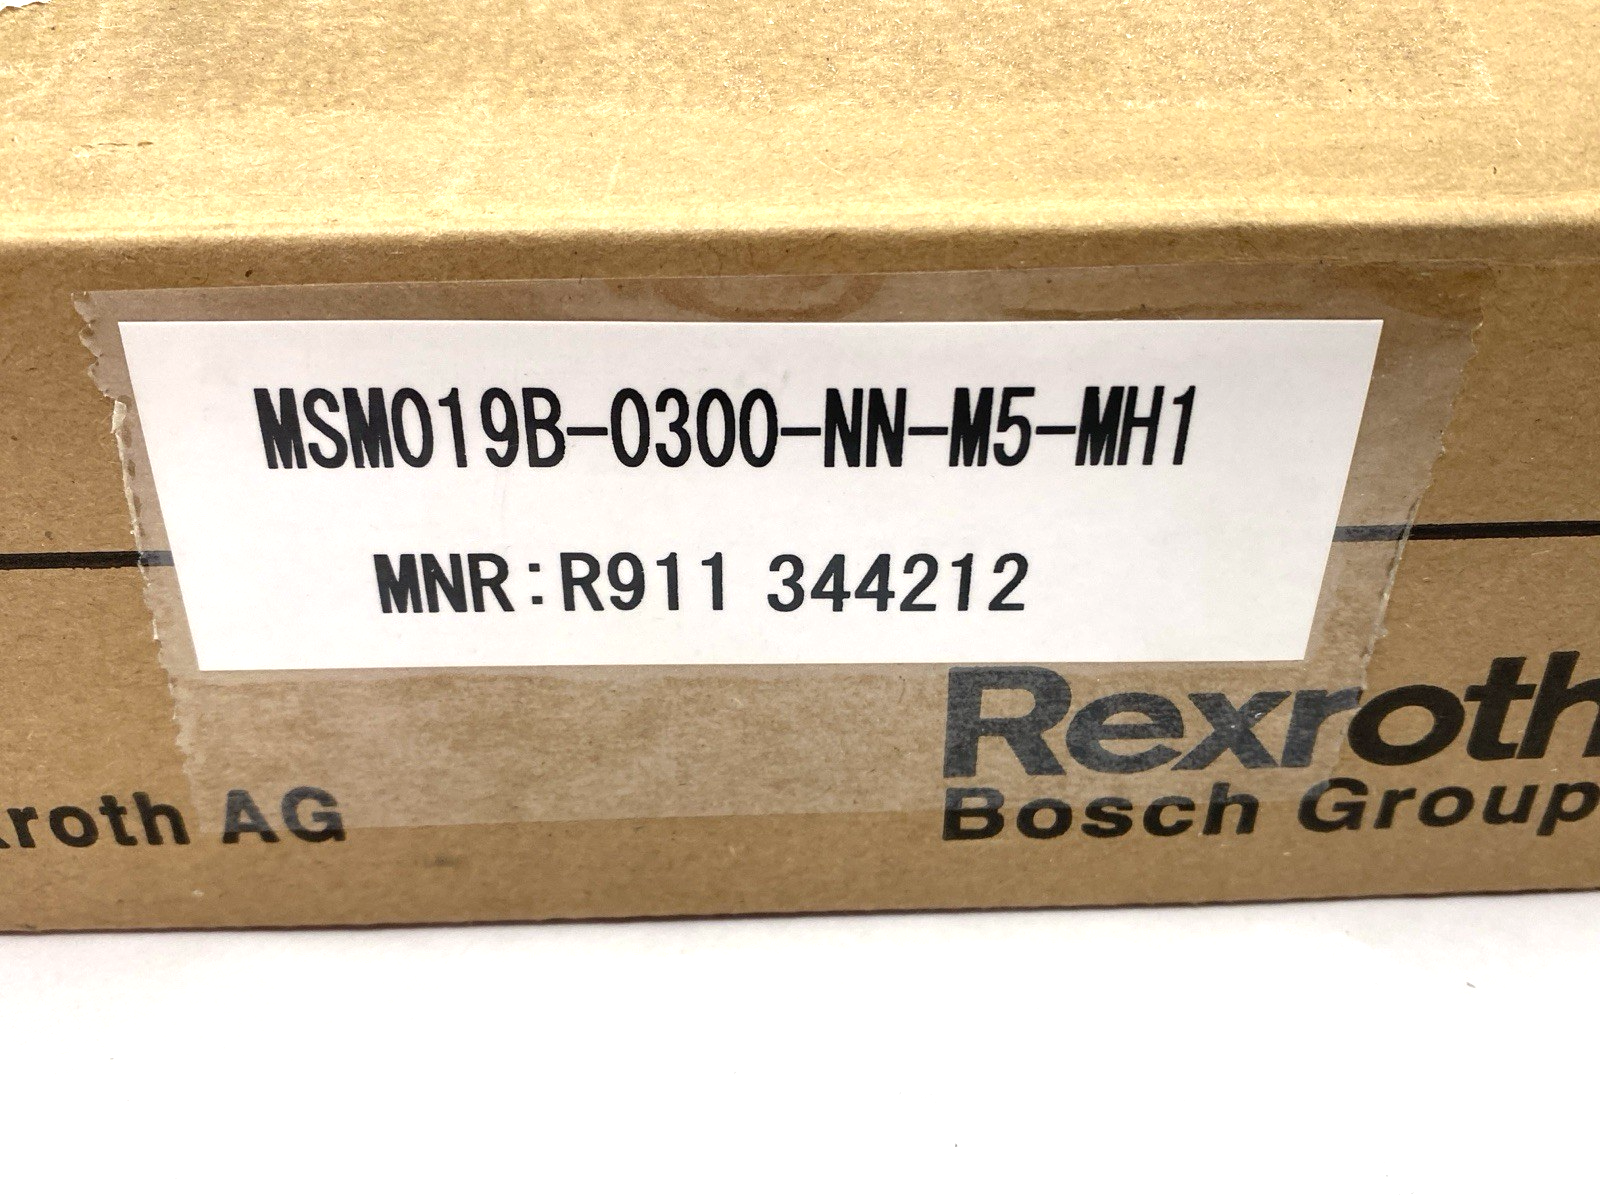 MSM019B-0300-NN-M5-MH1
MNR:R911 344212
Rexroth
Bosch Group
xroth AG